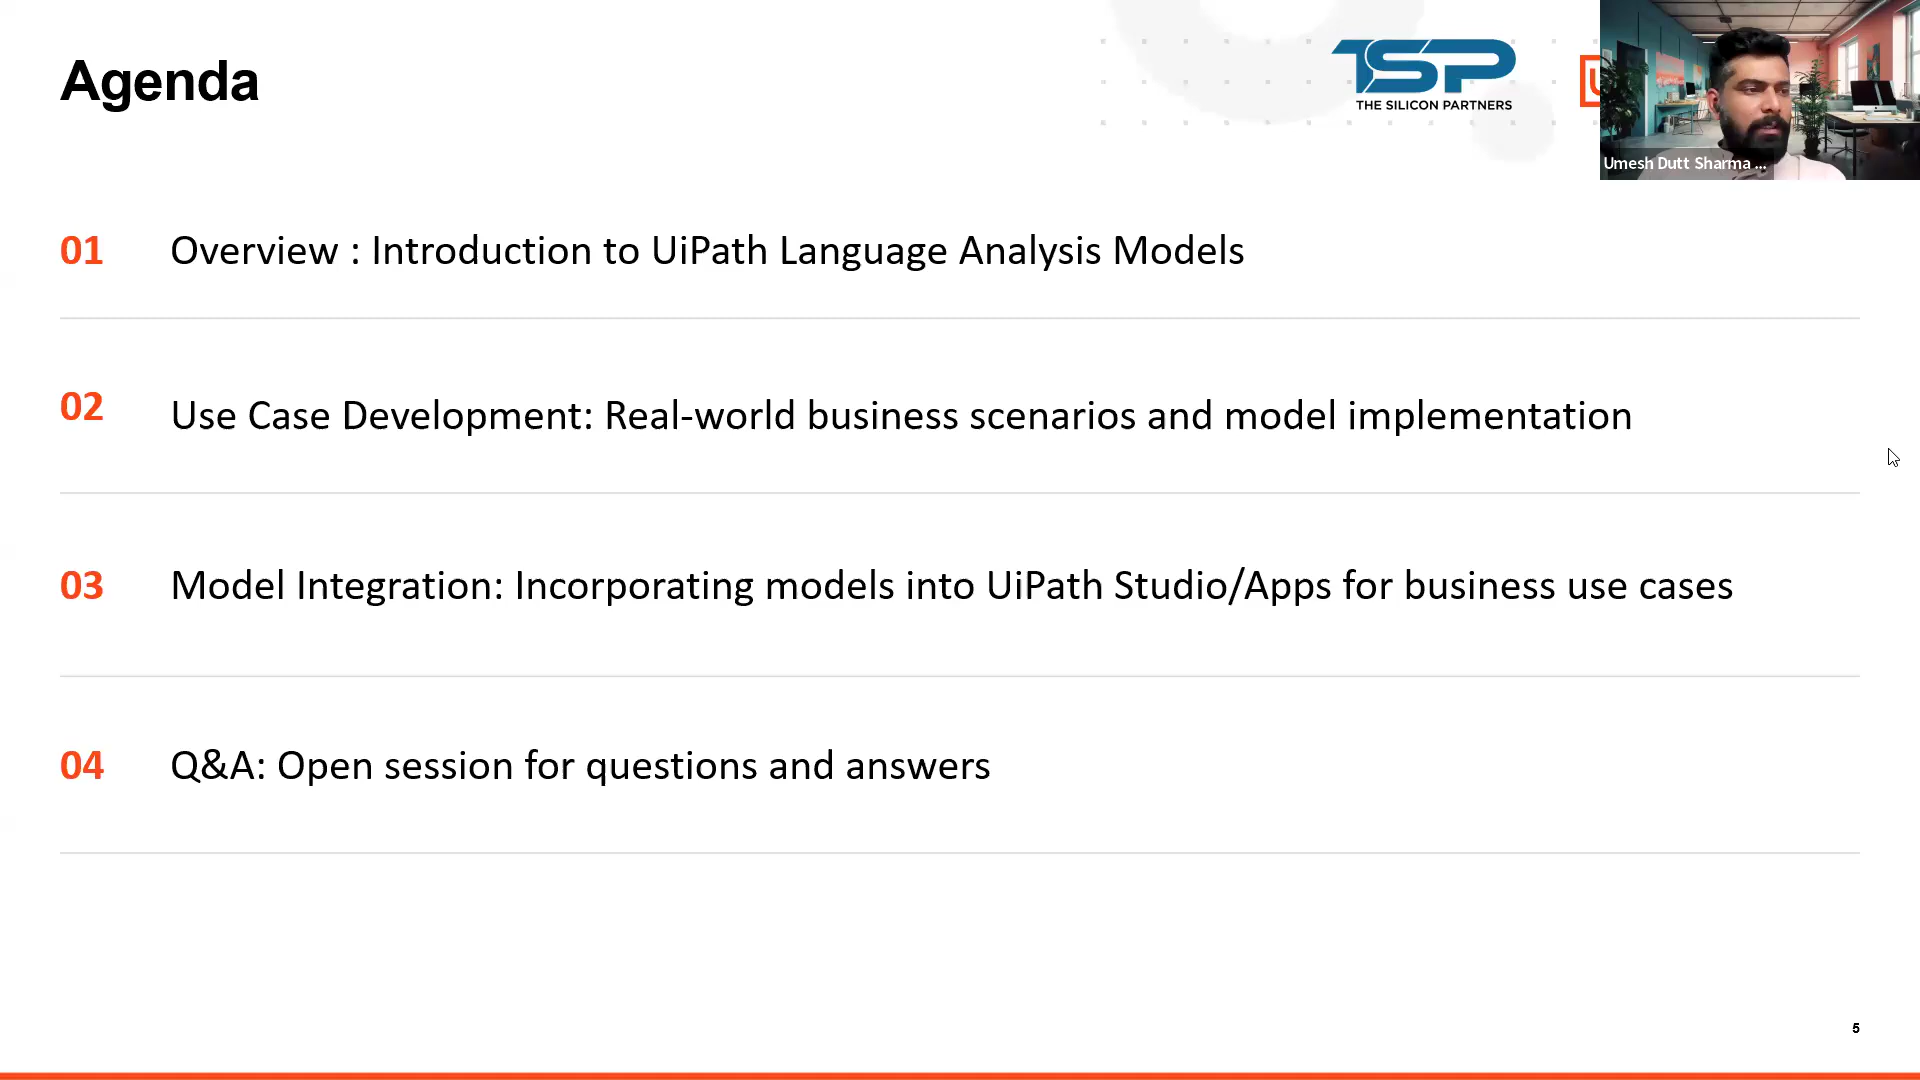 Agenda
TSP
THE SILICON PARTNERS
Umesh Dutt Sharma ...
01 Overview : Introduction to UiPath Language Analysis Models
02 Use Case Development: Real-world business scenarios and model implementation
03 Model Integration: Incorporating models into UiPath Studio/Apps for business use cases
04 Q&A: Open session for questions and answers
5